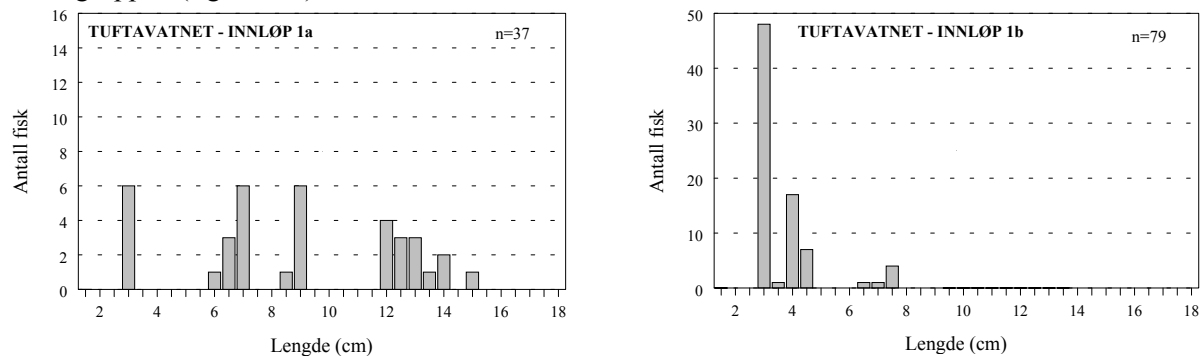 TUFTAVATNET - INNLØP 1a
n=37
16
14
12
10
8
6
4
2
0
Antall fisk
2 4 6 8 10 12 14 16 18
Lengde (cm)
TUFTAVATNET - INNLØP 1b
n=79
50
40
30
20
10
0
Antall fisk
2 4 6 8 10 12 14 16 18
Lengde (cm)